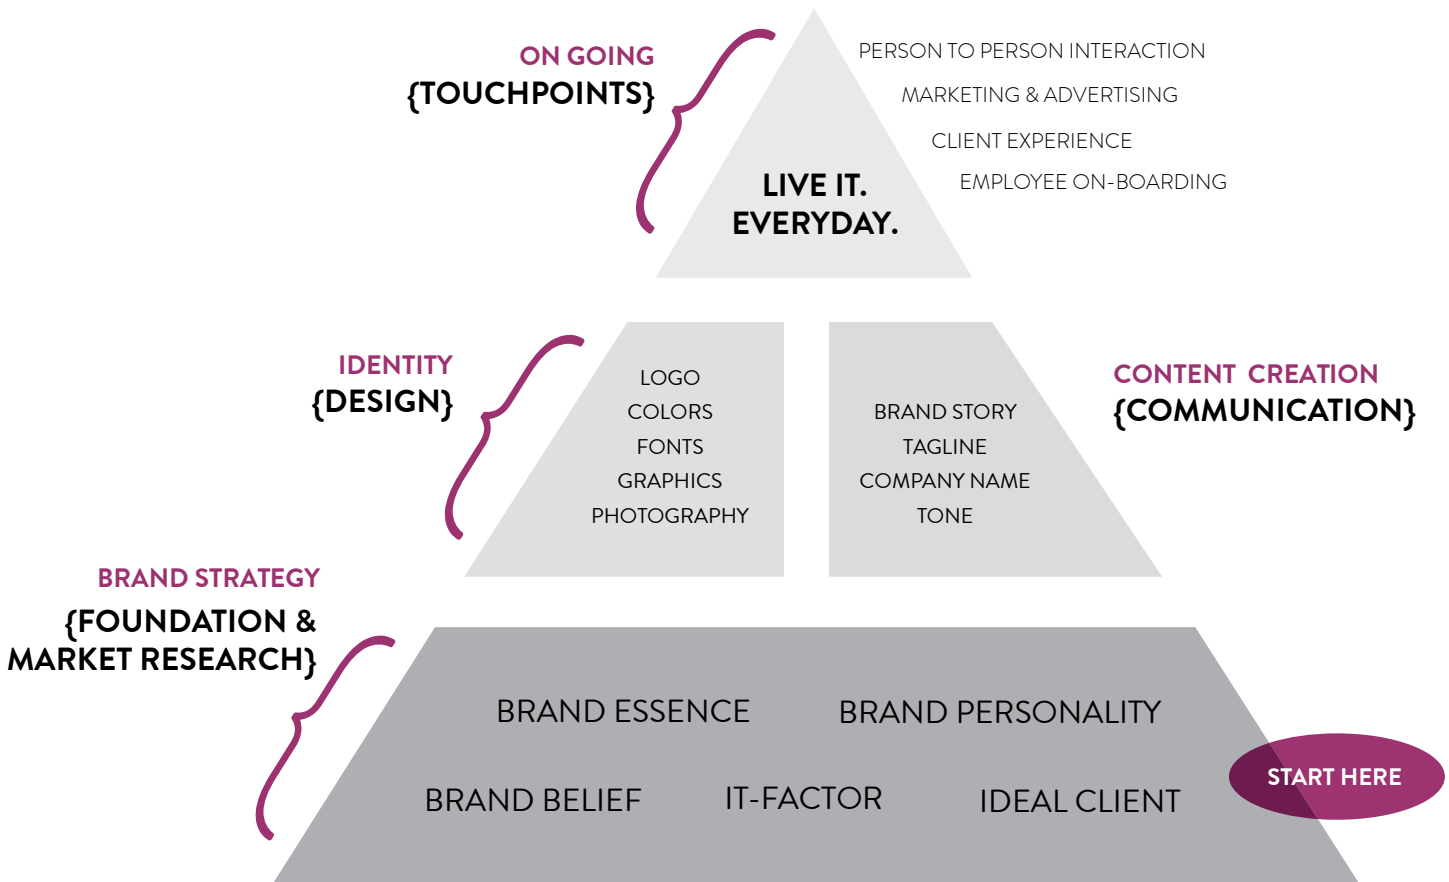 ON GOING
{TOUCHPOINTS}
PERSON TO PERSON INTERACTION
MARKETING & ADVERTISING
CLIENT EXPERIENCE
EMPLOYEE ON-BOARDING
LIVE IT.
EVERYDAY.
IDENTITY
{DESIGN}
LOGO
COLORS
FONTS
GRAPHICS
PHOTOGRAPHY
BRAND STORY
TAGLINE
COMPANY NAME
TONE
CONTENT CREATION
{COMMUNICATION}
BRAND STRATEGY
{FOUNDATION &
MARKET RESEARCH}
BRAND ESSENCE
BRAND PERSONALITY
BRAND BELIEF
IT-FACTOR
IDEAL CLIENT
START HERE